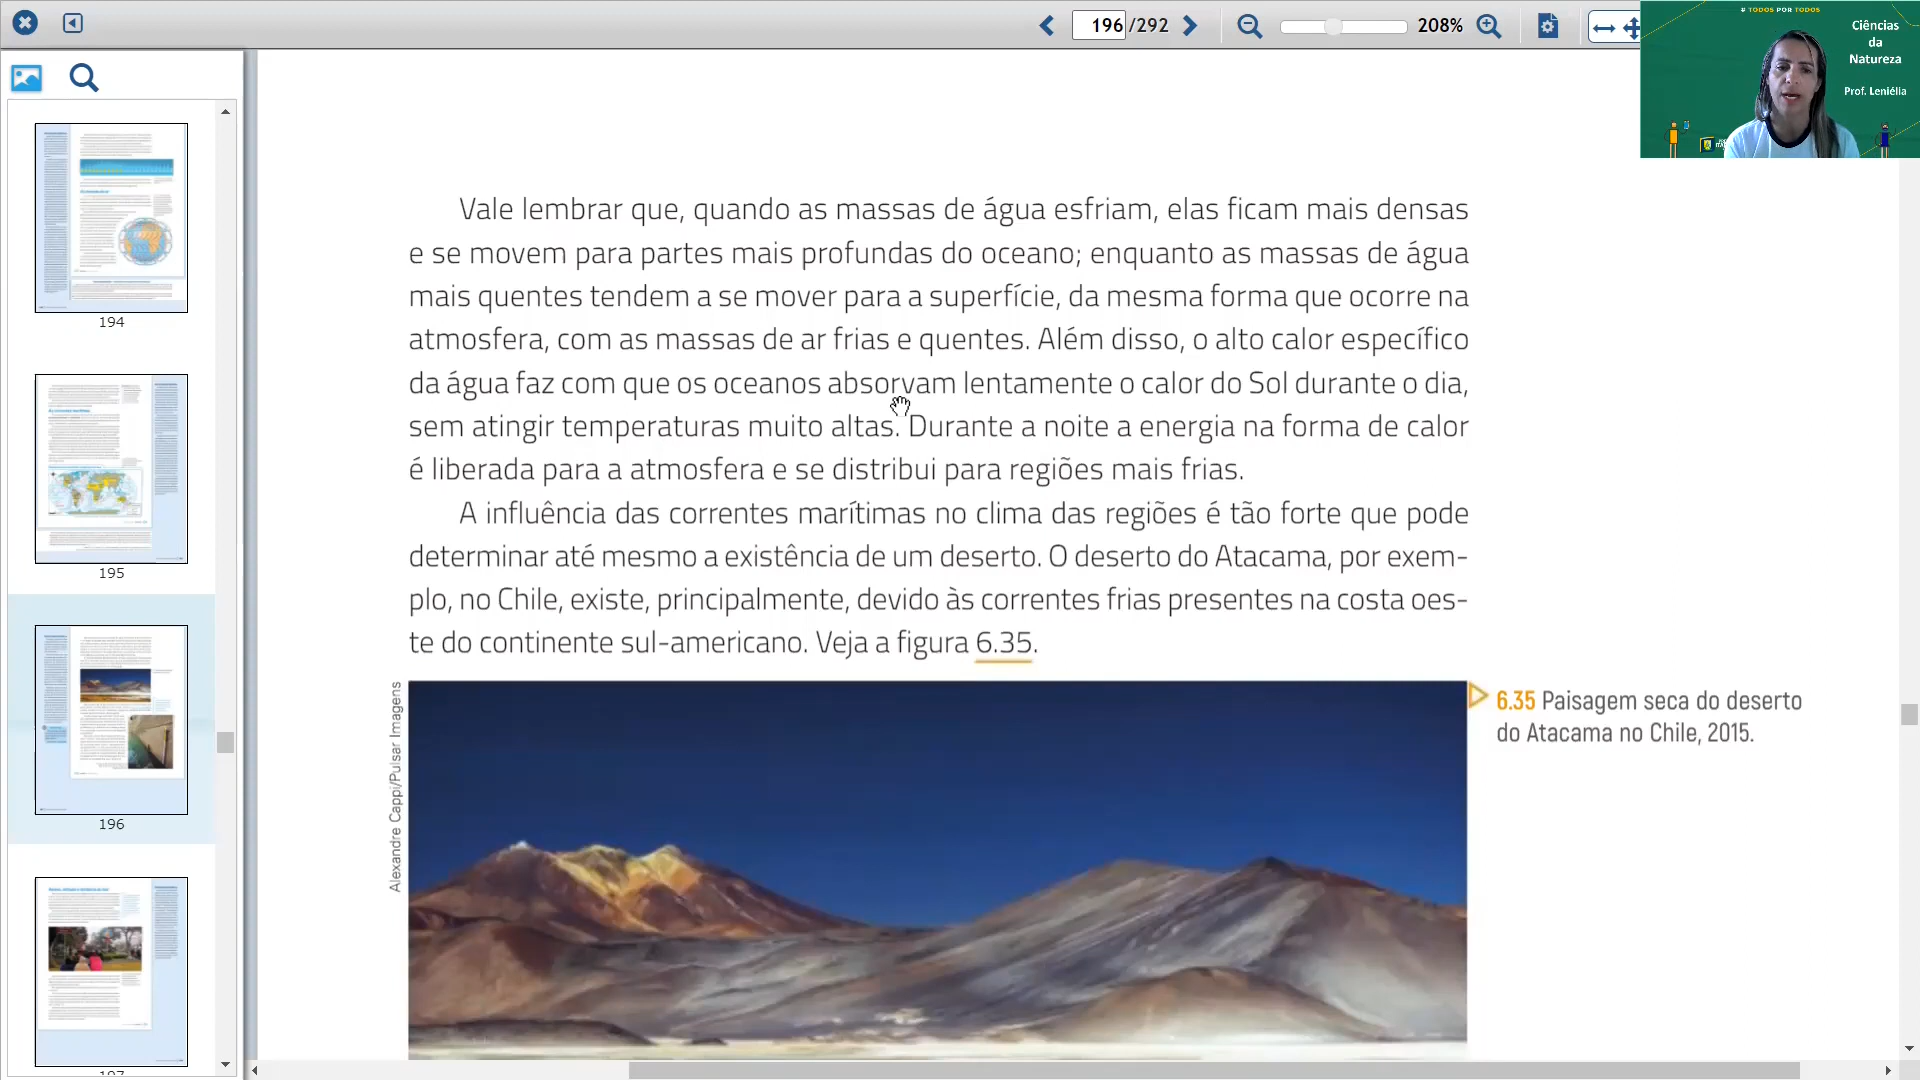 196 /292
208%
# TODOS POR TODOS
Ciências
da
Natureza
Prof. Leniélia
194
195
196
197
Vale lembrar que, quando as massas de água esfriam, elas ficam mais densas
e se movem para partes mais profundas do oceano; enquanto as massas de água
mais quentes tendem a se mover para a superfície, da mesma forma que ocorre na
atmosfera, com as massas de ar frias e quentes. Além disso, o alto calor específico
da água faz com que os oceanos absorvam lentamente o calor do Sol durante o dia,
sem atingir temperaturas muito altas. Durante a noite a energia na forma de calor
é liberada para a atmosfera e se distribui para regiões mais frias.
A influência das correntes marítimas no clima das regiões é tão forte que pode
determinar até mesmo a existência de um deserto. O deserto do Atacama, por exem-
plo, no Chile, existe, principalmente, devido às correntes frias presentes na costa oes-
te do continente sul-americano. Veja a figura 6.35.
Alexandre Cappi/Pulsar Imagens
6.35 Paisagem seca do deserto
do Atacama no Chile, 2015.